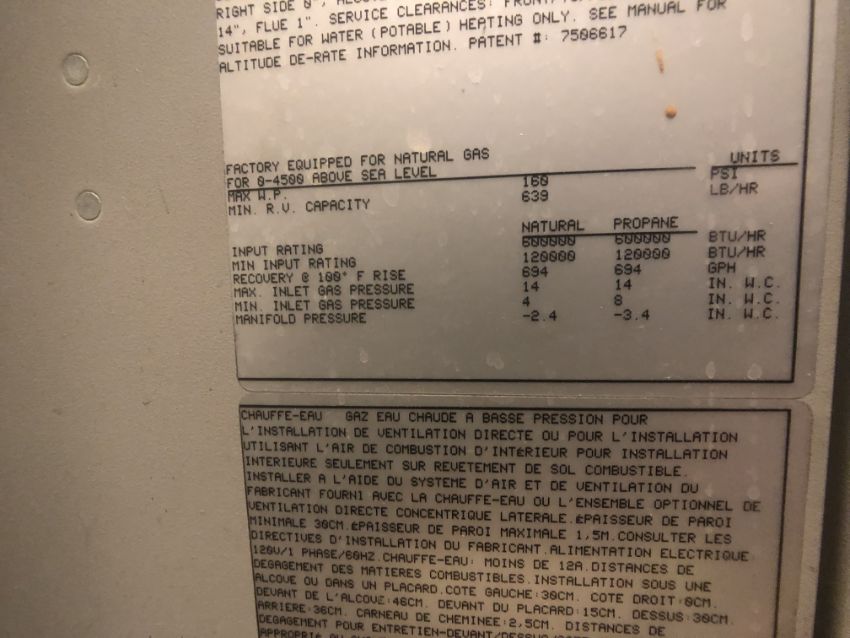 RIGHT SIDE 0",
14", FLUE 1". SERVICE CLEARANCES:
SUITABLE FOR WATER (POTABLE) HEATING ONLY. SEE MANUAL FOR
ALTITUDE DE-RATE INFORMATION. PATENT #: 7506617
FACTORY EQUIPPED FOR NATURAL GAS
FOR 0-4500 ABOVE SEA LEVEL UNITS
MAX W.P. 160 PSI
MIN. R.V. CAPACITY 639 LB/HR
NATURAL PROPANE
INPUT RATING 600000 600000 BTU/HR
MIN INPUT RATING 120000 120000 BTU/HR
RECOVERY @ 100° F RISE 694 694 GPH
MAX. INLET GAS PRESSURE 14 14 IN. W.C.
MIN. INLET GAS PRESSURE 4 8 IN. W.C.
MANIFOLD PRESSURE -2.4 -3.4 IN. W.C.
CHAUFFE-EAU GAZ EAU CHAUDE A BASSE PRESSION POUR
L'INSTALLATION DE VENTILATION DIRECTE OU POUR L'INSTALLATION
UTILISANT L'AIR DE COMBUSTION D'INTÉRIEUR POUR INSTALLATION
INTERIEURE SEULEMENT SUR REVETEMENT DE SOL COMBUSTIBLE.
INSTALLER A L'AIDE DU SYSTEME D'AIR ET DE VENTILATION DU
FABRICANT FOURNI AVEC LA CHAUFFE-EAU OU L'ENSEMBLE OPTIONNEL DE
VENTILATION DIRECTE CONCENTRIQUE LATERALE.ÉPAISSEUR DE PAROI
MINIMALE 30CM.ÉPAISSEUR DE PAROI MAXIMALE 1,5M.CONSULTER LES
DIRECTIVES D'INSTALLATION DU FABRICANT.ALIMENTATION ELECTRIQUE:
120V/1 PHASE/60HZ.CHAUFFE-EAU: MOINS DE 12A.DISTANCES DE
DEGAGEMENT DES MATIERES COMBUSTIBLES.INSTALLATION SOUS UNE
ALCOVE OU DANS UN PLACARD.COTE GAUCHE:30CM. COTE DROIT:0CM.
DEVANT DE L'ALCOVE:46CM. DEVANT DU PLACARD:15CM. DESSUS:30CM.
ARRIERE:36CM. CARNEAU DE CHEMINEE:2,5CM. DISTANCES DE
DEGAGEMENT POUR ENTRETIEN-DEVANT/DESSUS